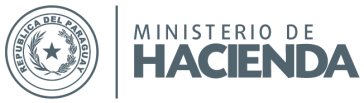 REPUBLICA DEL PARAGUAY
MINISTERIO DE
HACIENDA